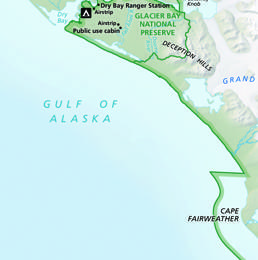 Knob
Dry Bay Ranger Station
Dry
Bay
Airstrip
Airstrip
Public use cabin
GLACIER BAY
NATIONAL
PRESERVE
DECEPTION HILLS
GRAND
GULF OF
ALASKA
CAPE
FAIRWEATHER